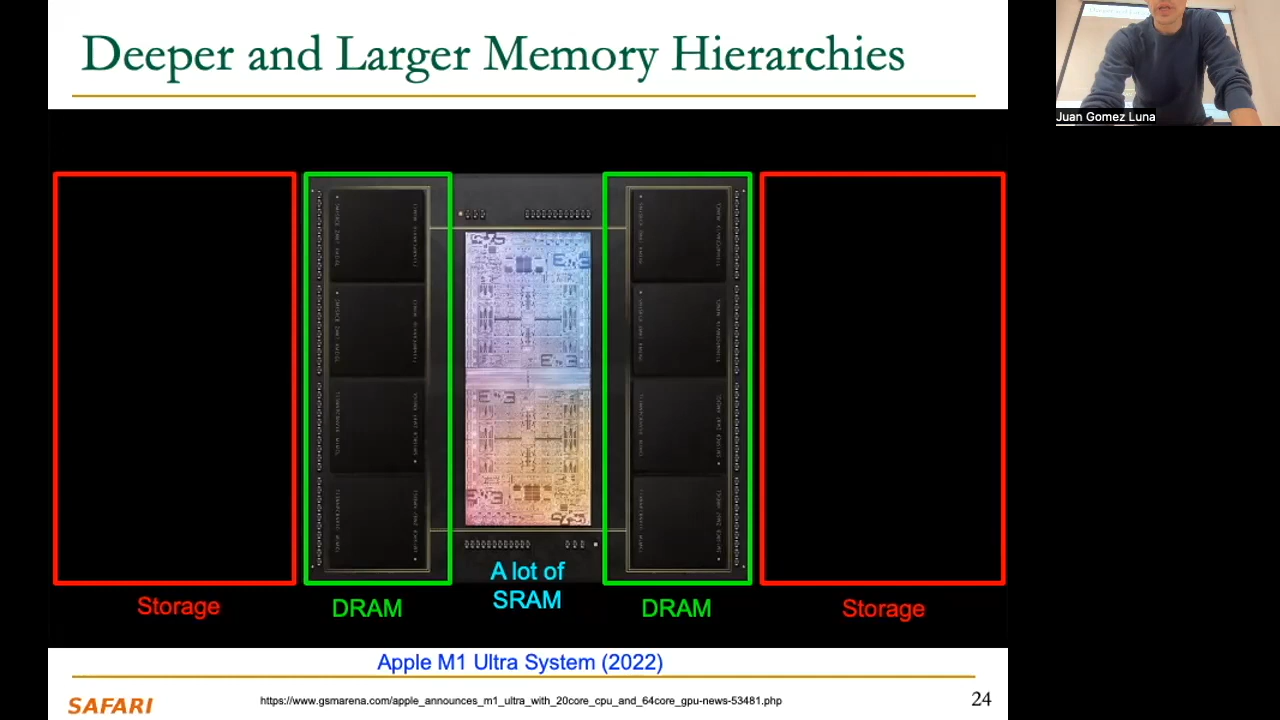 Deeper and Larger Memory Hierarchies
Juan Gomez Luna
A lot of
SRAM
Storage
DRAM
DRAM
Storage
Apple M1 Ultra System (2022)
SAFARI
https://www.gsmarena.com/apple_announces_m1_ultra_with_20core_cpu_and_64core_gpu-news-53481.php
24